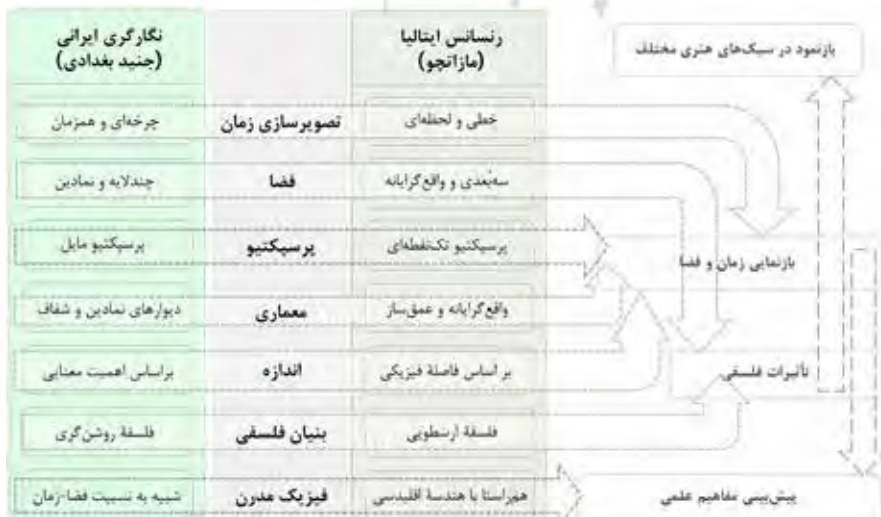 نگارگری ایرانی
(جنید بغدادی)
رنسانس ایتالیا
(مازاتچو)
بازنمود در سبک‌های هنری مختلف
چرخه‌ای و همزمان
تصویرسازی زمان
خطی و لحظه‌ای
چندلایه و نمادین
فضا
سه‌بُعدی و واقع‌گرایانه
پرسپکتیو مایل
پرسپکتیو
پرسپکتیو تک‌نقطه‌ای
بازنمایی زمان و فضا
دیوارهای نمادین و شفاف
معماری
واقع‌گرایانه و عمق‌ساز
براساس اهمیت معنایی
اندازه
بر اساس فاصلهٔ فیزیکی
تأثیرات فلسفی
فلسفهٔ روشن‌گری
بنیان فلسفی
فلسفهٔ ارسطویی
شبیه به نسبیت فضا-زمان
فیزیک مدرن
هم‌راستا با هندسهٔ اقلیدسی
پیش‌بینی مفاهیم علمی